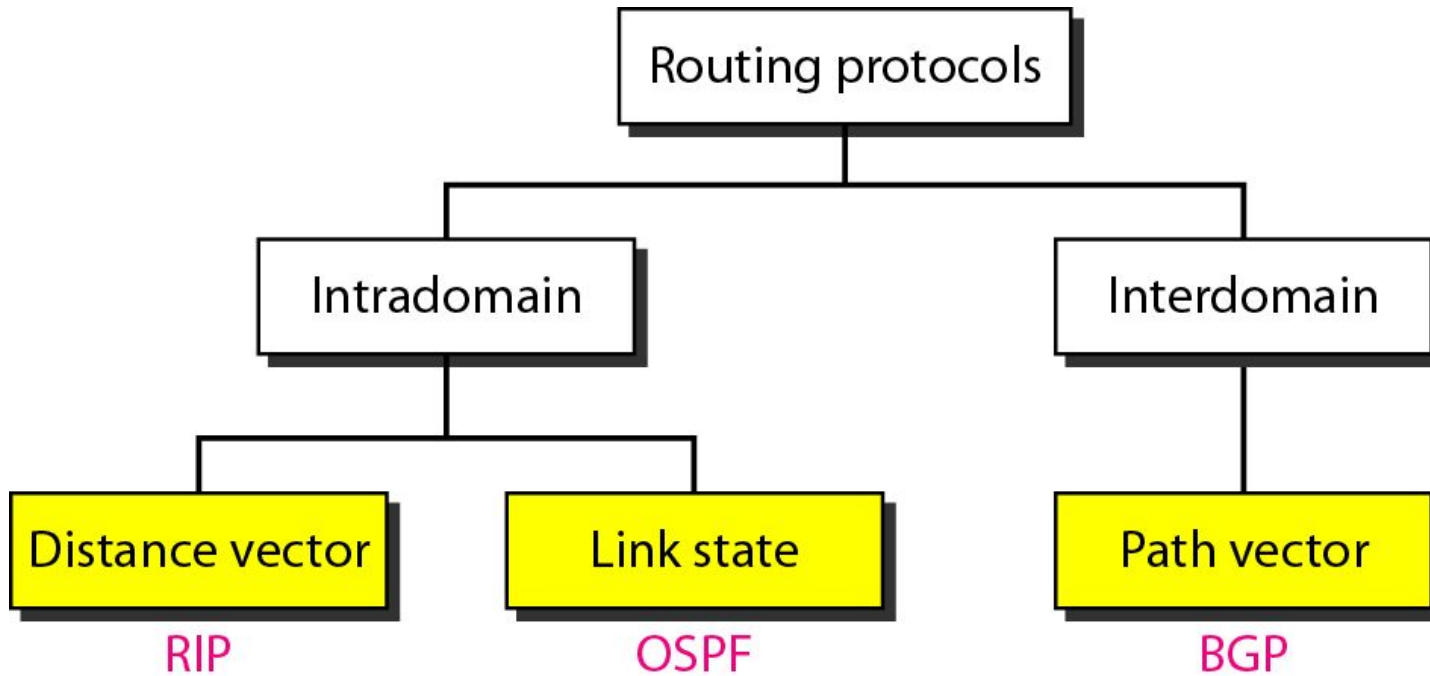 Routing protocols
Intradomain
Interdomain
Distance vector
Link state
Path vector
RIP
OSPF
BGP